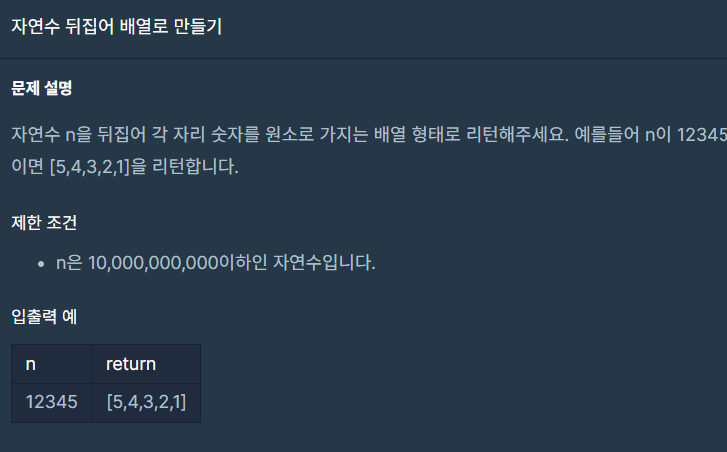 자연수 뒤집어 배열로 만들기
문제 설명
자연수 n을 뒤집어 각 자리 숫자를 원소로 가지는 배열 형태로 리턴해주세요. 예를들어 n이 12345
이면 [5,4,3,2,1]을 리턴합니다.
제한 조건
• n은 10,000,000,000이하인 자연수입니다.
입출력 예
n return
12345 [5,4,3,2,1]